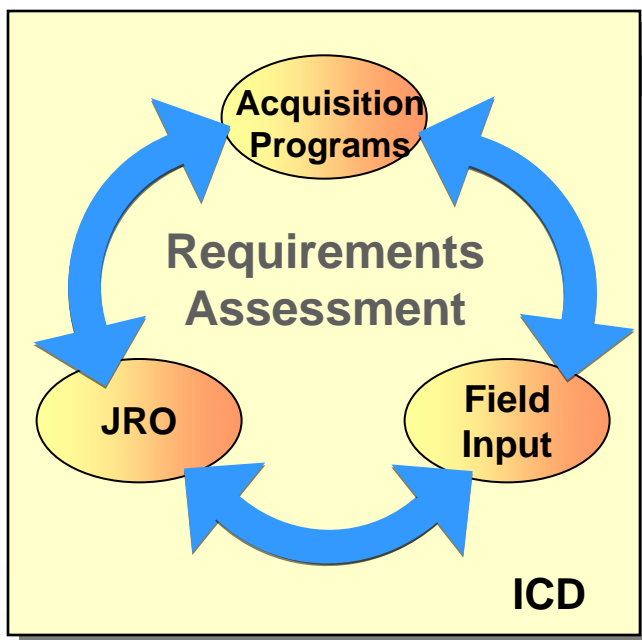 Acquisition
Programs
Requirements
Assessment
JRO
Field
Input
ICD